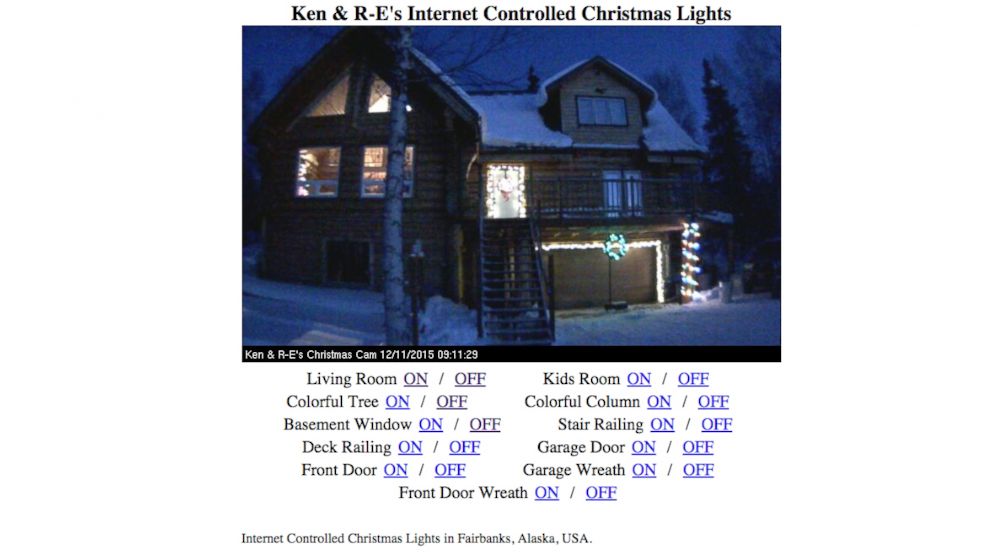 Ken & R-E's Internet Controlled Christmas Lights
Ken & R-E's Christmas Cam 12/11/2015 09:11:29
Living Room ON / OFF Kids Room ON / OFF
Colorful Tree ON / OFF Colorful Column ON / OFF
Basement Window ON / OFF Stair Railing ON / OFF
Deck Railing ON / OFF Garage Door ON / OFF
Front Door ON / OFF Garage Wreath ON / OFF
Front Door Wreath ON / OFF
Internet Controlled Christmas Lights in Fairbanks, Alaska, USA.